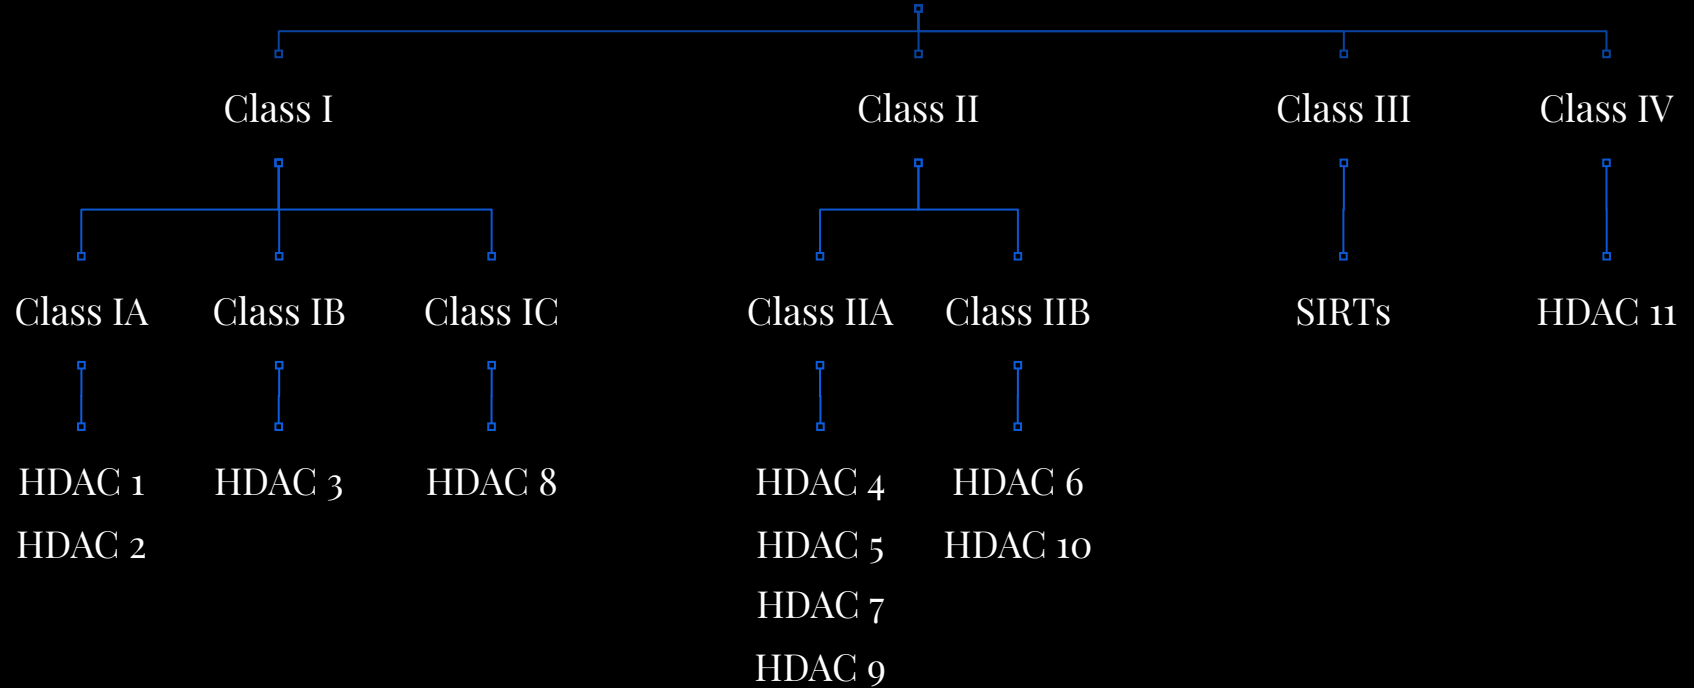 Class I
Class II
Class III
Class IV
Class IA
Class IB
Class IC
Class IIA
Class IIB
SIRTs
HDAC 11
HDAC 1
HDAC 2
HDAC 3
HDAC 8
HDAC 4
HDAC 5
HDAC 7
HDAC 9
HDAC 6
HDAC 10